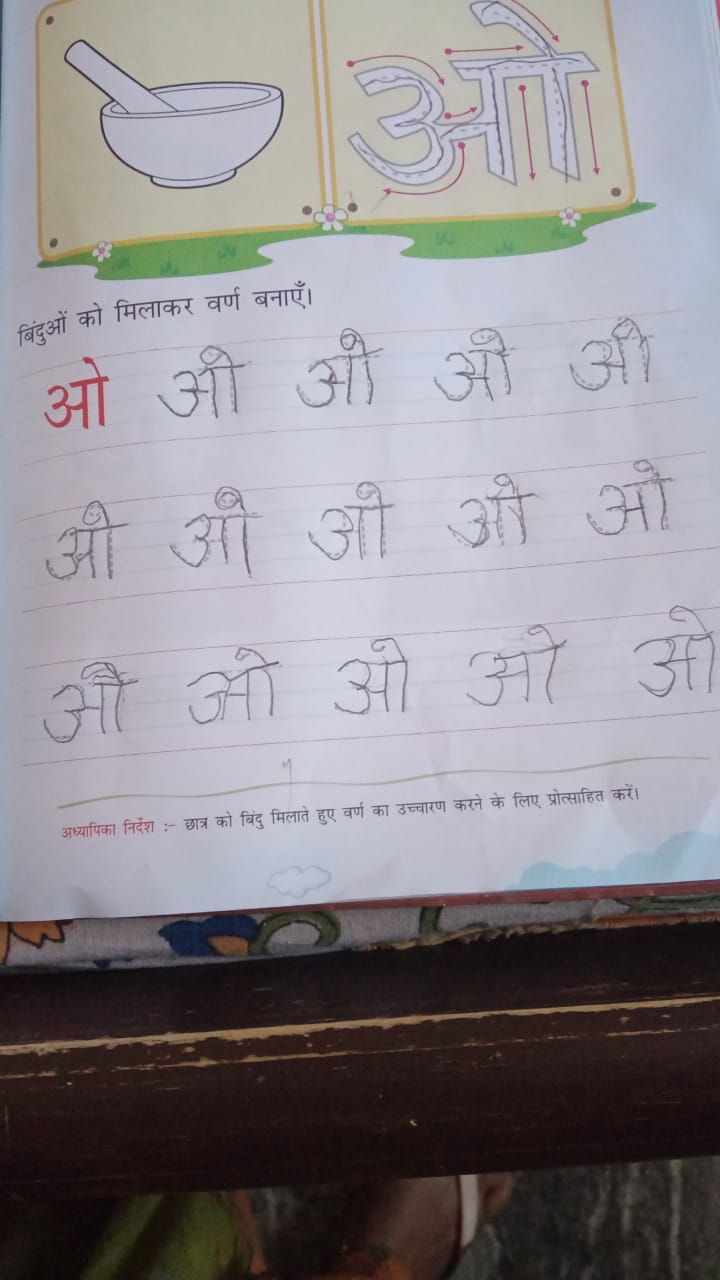 ओ
बिंदुओं को मिलाकर वर्ण बनाएँ।
ओ ओ ओ ओ ओ
ओ ओ ओ ओ ओ
ओ ओ ओ ओ ओ
अध्यापिका निर्देश :- छात्र को बिंदु मिलाते हुए वर्ण का उच्चारण करने के लिए प्रोत्साहित करें।